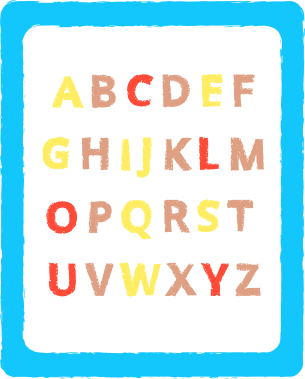 ABCDEF
GHIJKLM
OPQRST
UVWXYZ